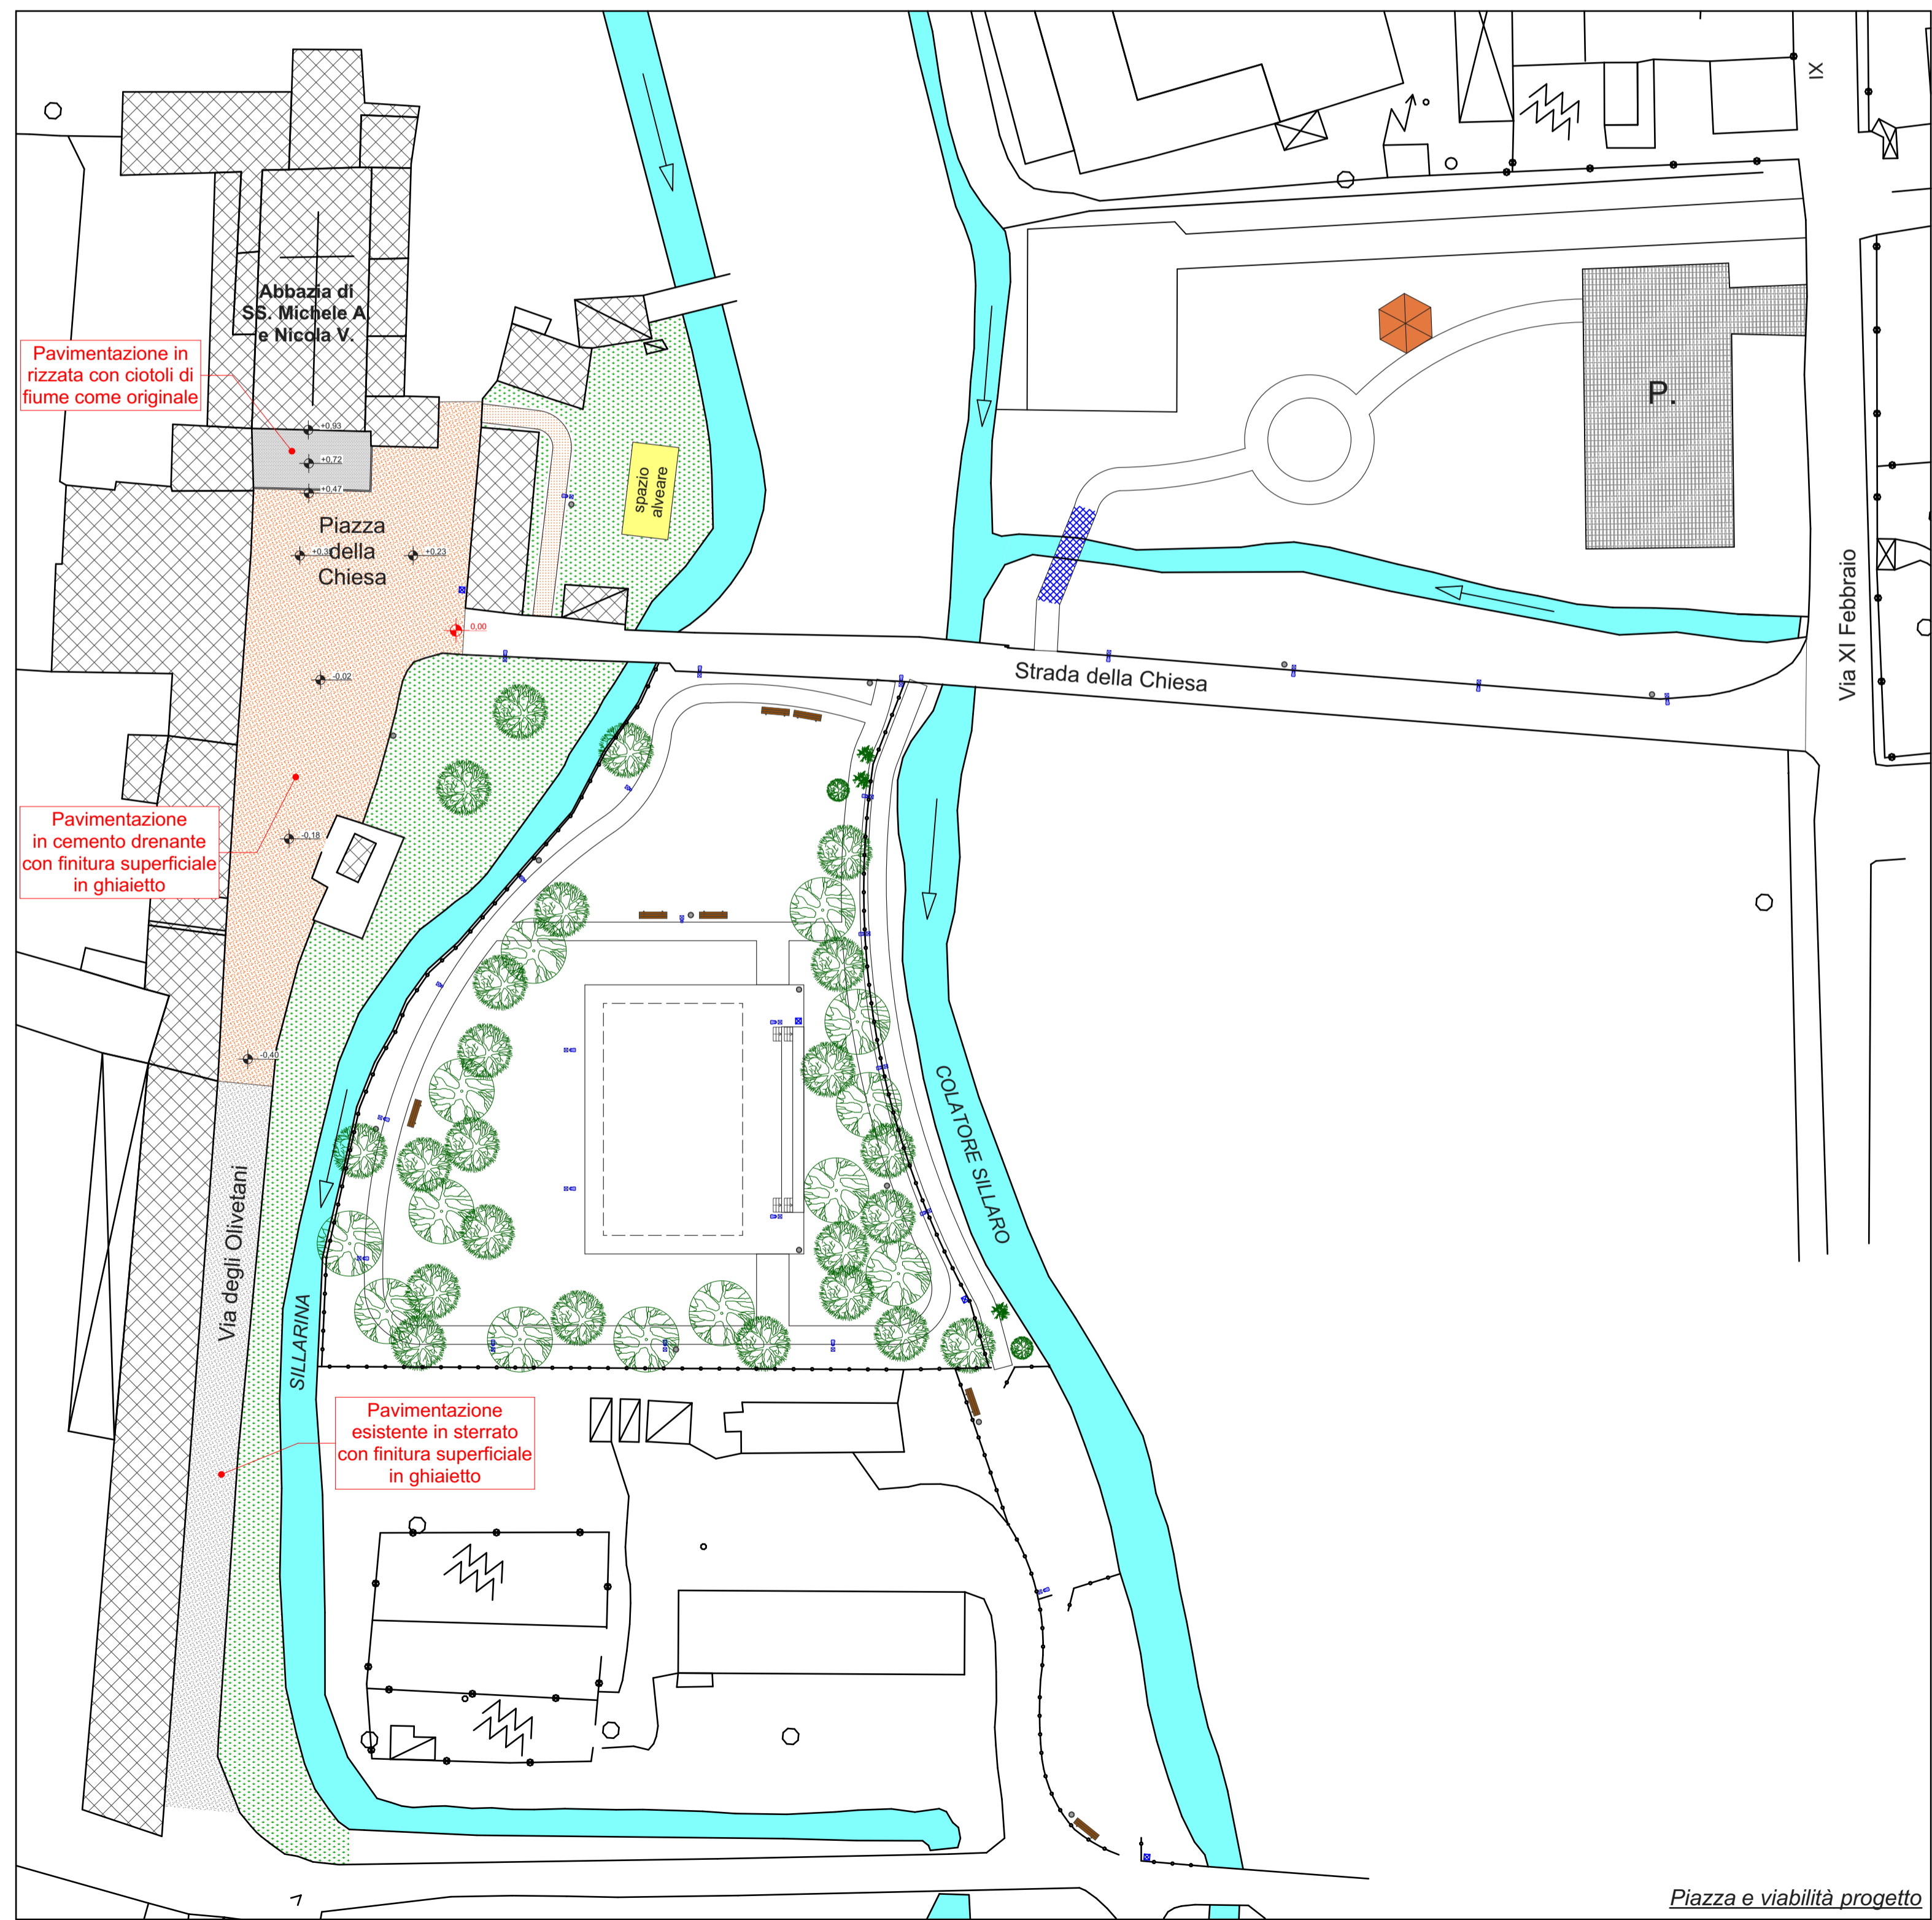 IX
Abbazia di
SS. Michele A.
e Nicola V.
Pavimentazione in
rizzata con ciotoli di
fiume come originale
P.
+0,93
+0,72
+0,47
spazio
alveare
Piazza
della
Chiesa
+0,23
0,00
Via XI Febbraio
Strada della Chiesa
-0,02
Pavimentazione
in cemento drenante
con finitura superficiale
in ghiaietto
-0,18
-0,40
COLATORE SILLARO
Via degli Olivetani
SILLARINA
Pavimentazione
esistente in sterrato
con finitura superficiale
in ghiaietto
Piazza e viabilità progetto